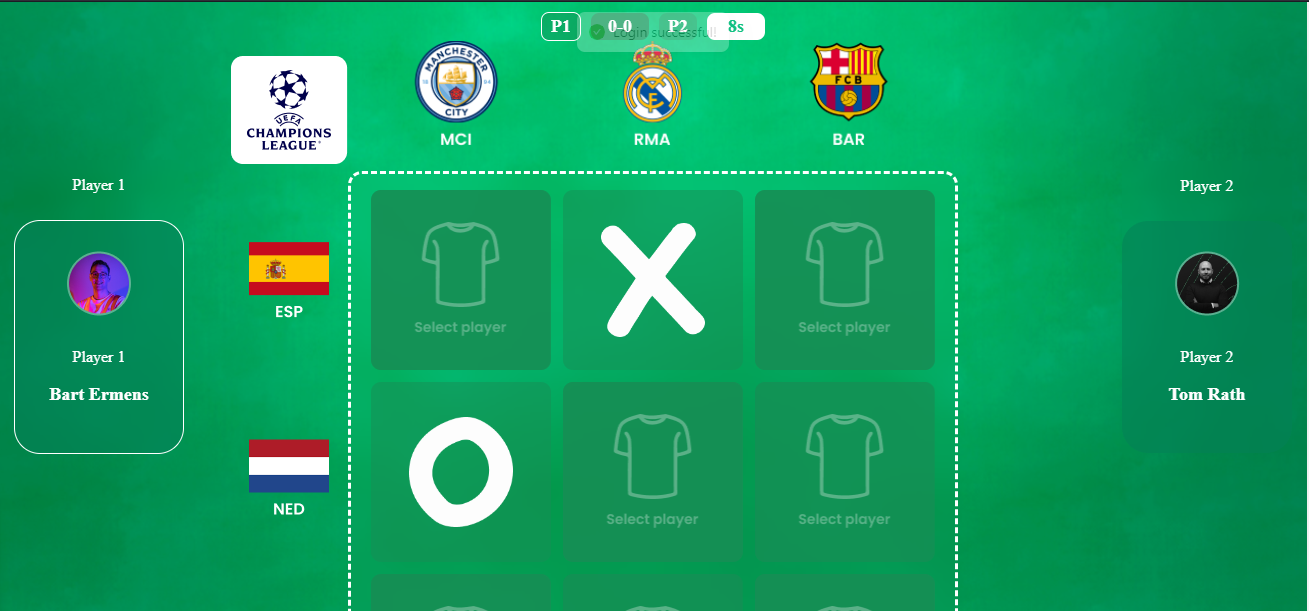 P1 0-0 P2 8s
Login successful
MANCHESTER
CITY
FCB
UEFA
CHAMPIONS
LEAGUE
MCI
RMA
BAR
Player 1
Player 2
Select player
X
Select player
ESP
Player 1
Bart Ermens
Player 2
Tom Rath
O
Select player
Select player
NED